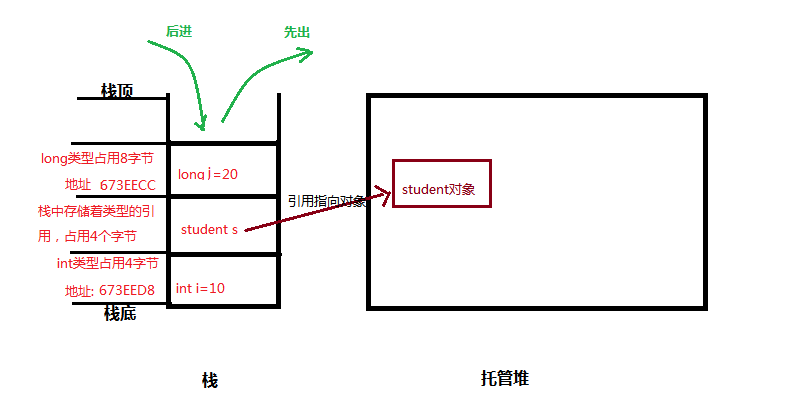 后进
先出
栈顶
long类型占用8字节
地址 673EECC
long j=20
栈中存储着类型的引
用，占用4个字节
student s
引用指向对象
student对象
int类型占用4字节
地址: 673EED8
int i=10
栈底
栈
托管堆